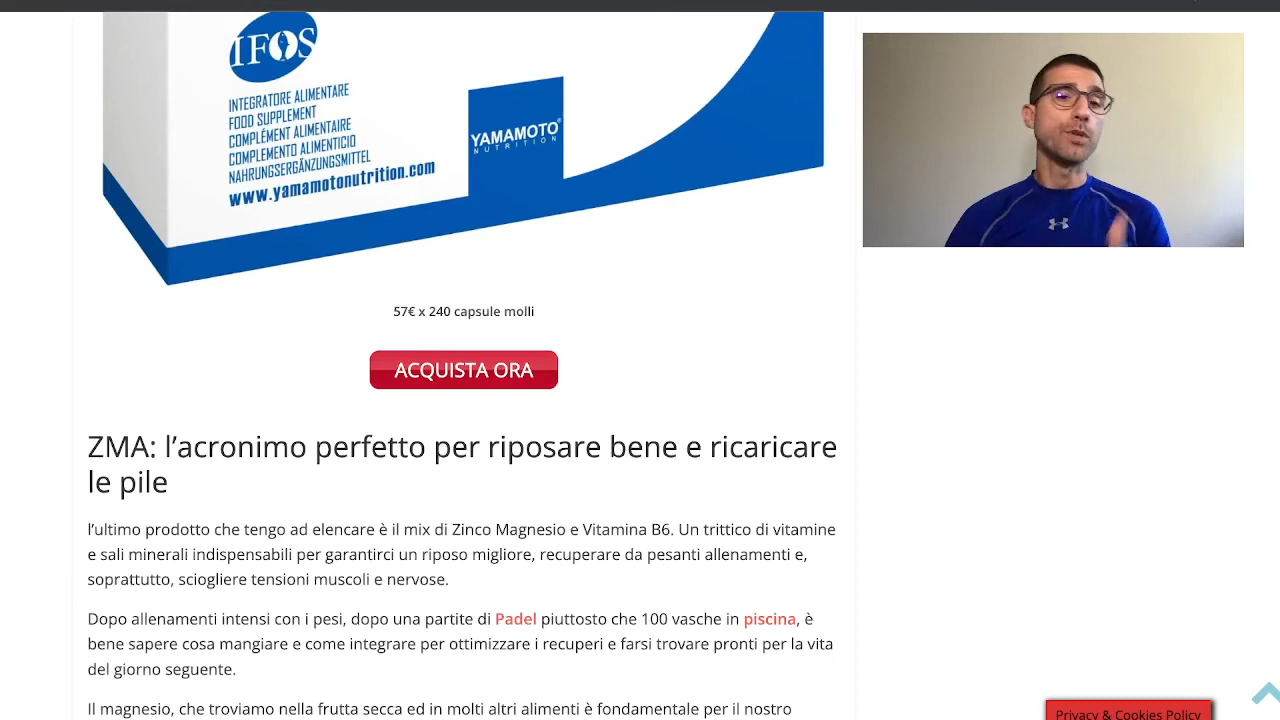 IFOS
INTEGRATORE ALIMENTARE
FOOD SUPPLEMENT
COMPLÉMENT ALIMENTAIRE
COMPLEMENTO ALIMENTICIO
NAHRUNGSERGÄNZUNGSMITTEL
www.yamamotonutrition.com
YAMAMOTO®
NUTRITION
57€ x 240 capsule molli
ACQUISTA ORA
ZMA: l’acronimo perfetto per riposare bene e ricaricare
le pile
l’ultimo prodotto che tengo ad elencare è il mix di Zinco Magnesio e Vitamina B6. Un trittico di vitamine
e sali minerali indispensabili per garantirci un riposo migliore, recuperare da pesanti allenamenti e,
soprattutto, sciogliere tensioni muscoli e nervose.
Dopo allenamenti intensi con i pesi, dopo una partite di Padel piuttosto che 100 vasche in piscina, è
bene sapere cosa mangiare e come integrare per ottimizzare i recuperi e farsi trovare pronti per la vita
del giorno seguente.
Il magnesio, che troviamo nella frutta secca ed in molti altri alimenti è fondamentale per il nostro
Privacy & Cookies Policy